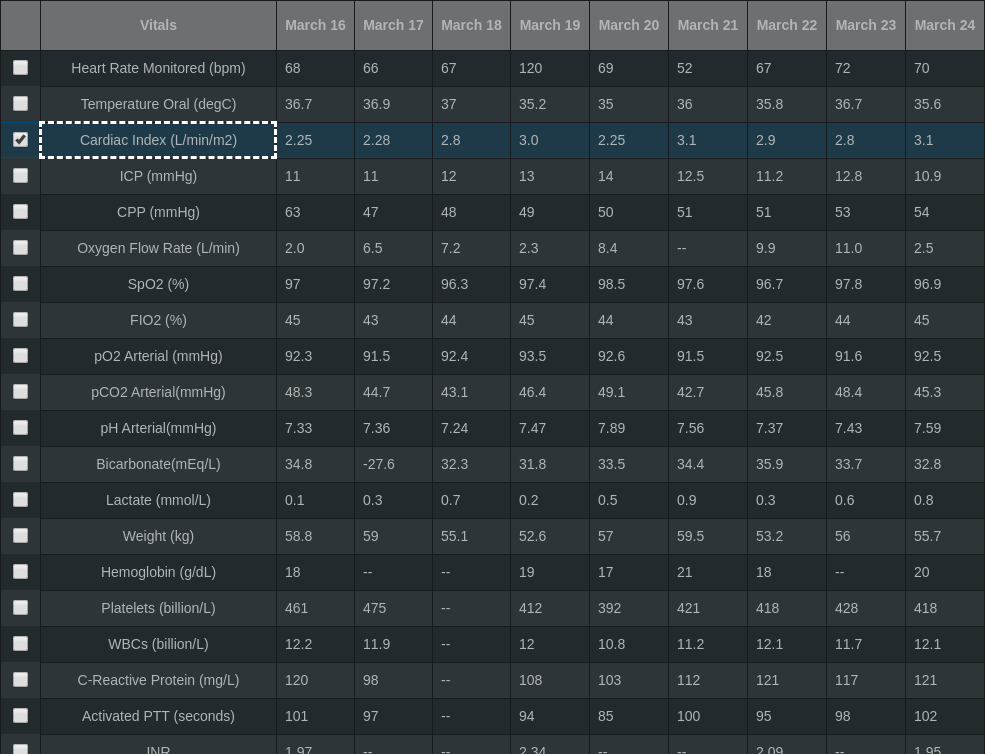 Vitals March 16 March 17 March 18 March 19 March 20 March 21 March 22 March 23 March 24
Heart Rate Monitored (bpm) 68 66 67 120 69 52 67 72 70
Temperature Oral (degC) 36.7 36.9 37 35.2 35 36 35.8 36.7 35.6
Cardiac Index (L/min/m2) 2.25 2.28 2.8 3.0 2.25 3.1 2.9 2.8 3.1
ICP (mmHg) 11 11 12 13 14 12.5 11.2 12.8 10.9
CPP (mmHg) 63 47 48 49 50 51 51 53 54
Oxygen Flow Rate (L/min) 2.0 6.5 7.2 2.3 8.4 -- 9.9 11.0 2.5
SpO2 (%) 97 97.2 96.3 97.4 98.5 97.6 96.7 97.8 96.9
FIO2 (%) 45 43 44 45 44 43 42 44 45
pO2 Arterial (mmHg) 92.3 91.5 92.4 93.5 92.6 91.5 92.5 91.6 92.5
pCO2 Arterial(mmHg) 48.3 44.7 43.1 46.4 49.1 42.7 45.8 48.4 45.3
pH Arterial(mmHg) 7.33 7.36 7.24 7.47 7.89 7.56 7.37 7.43 7.59
Bicarbonate(mEq/L) 34.8 -27.6 32.3 31.8 33.5 34.4 35.9 33.7 32.8
Lactate (mmol/L) 0.1 0.3 0.7 0.2 0.5 0.9 0.3 0.6 0.8
Weight (kg) 58.8 59 55.1 52.6 57 59.5 53.2 56 55.7
Hemoglobin (g/dL) 18 -- -- 19 17 21 18 -- 20
Platelets (billion/L) 461 475 -- 412 392 421 418 428 418
WBCs (billion/L) 12.2 11.9 -- 12 10.8 11.2 12.1 11.7 12.1
C-Reactive Protein (mg/L) 120 98 -- 108 103 112 121 117 121
Activated PTT (seconds) 101 97 -- 94 85 100 95 98 102
INR 1.97 -- -- 2.34 -- -- 2.09 -- 1.95